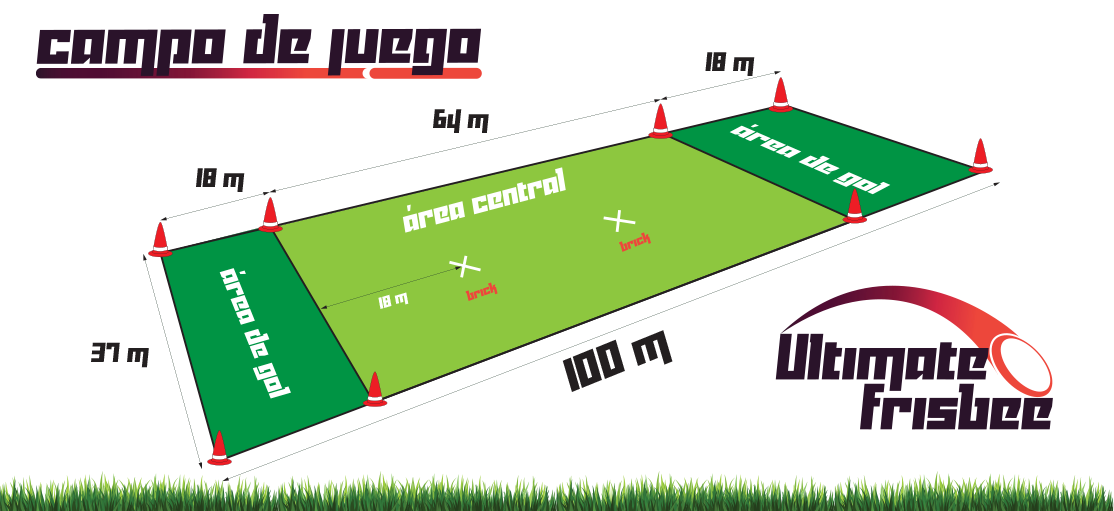 campo de juego
18 m
64 m
18 m
área de gol
área central
brick
18 m
brick
área de gol
37 m
100 m
Ultimate
frisbee